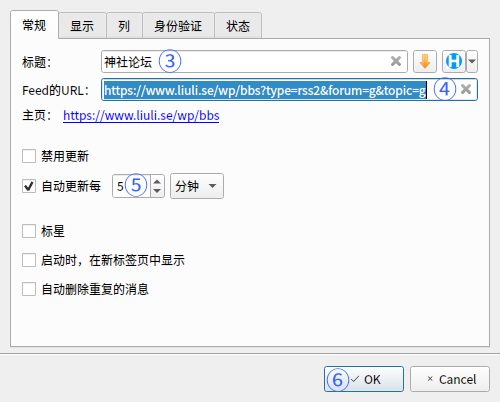 常规 显示 列 身份验证 状态
标题： 神社论坛 ③
Feed的URL： https://www.liuli.se/wp/bbs?type=rss2&forum=g&topic=g ④
主页： https://www.liuli.se/wp/bbs
禁用更新
自动更新每 5 ⑤ 分钟
标星
启动时，在新标签页中显示
自动删除重复的消息
⑥ OK Cancel